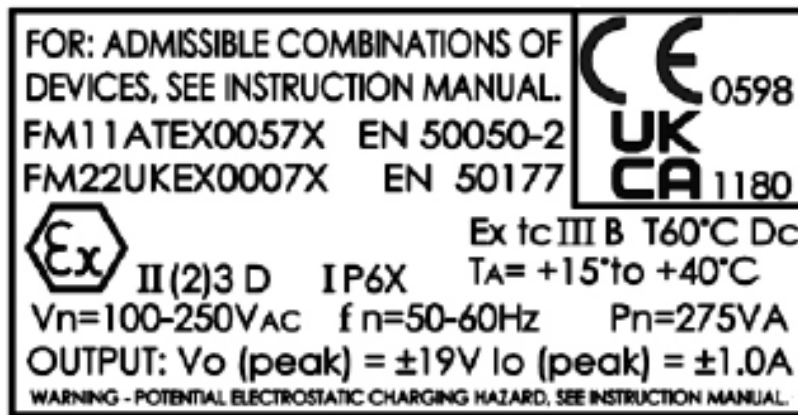 FOR: ADMISSIBLE COMBINATIONS OF
DEVICES, SEE INSTRUCTION MANUAL.
FM11ATEX0057X EN 50050-2
FM22UKEX0007X EN 50177
CE 0598
UK
CA 1180
Ex II (2)3 D IP6X
Ex tc III B T60°C Dc
TA= +15°to +40°C
Vn=100-250VAC fn=50-60Hz Pn=275VA
OUTPUT: Vo (peak) = ±19V Io (peak) = ±1.0A
WARNING - POTENTIAL ELECTROSTATIC CHARGING HAZARD, SEE INSTRUCTION MANUAL.